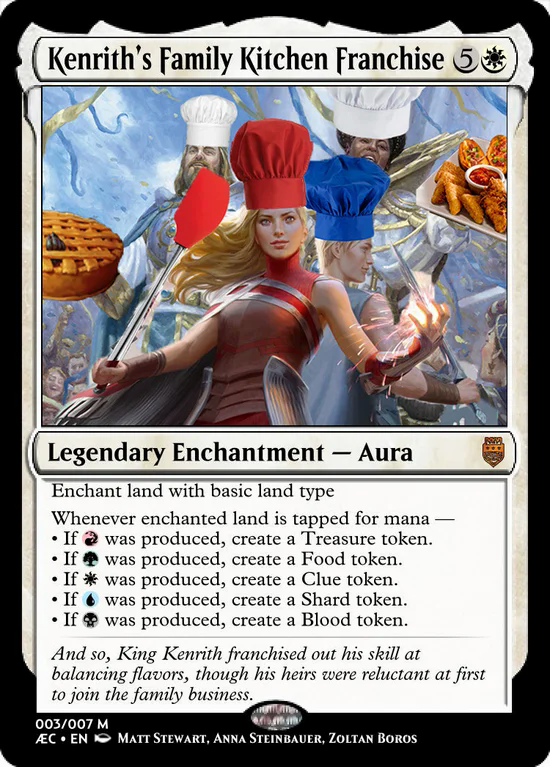 Kenrith's Family Kitchen Franchise 5
Legendary Enchantment — Aura
Enchant land with basic land type
Whenever enchanted land is tapped for mana —
• If was produced, create a Treasure token.
• If was produced, create a Food token.
• If was produced, create a Clue token.
• If was produced, create a Shard token.
• If was produced, create a Blood token.
And so, King Kenrith franchised out his skill at
balancing flavors, though his heirs were reluctant at first
to join the family business.
003/007 M
ÆC • EN Matt Stewart, Anna Steinbauer, Zoltan Boros